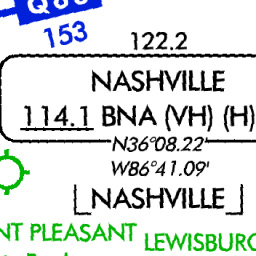 153
122.2
NASHVILLE
114.1 BNA (VH) (H)
N36°08.22'
W86°41.09'
NASHVILLE
NT PLEASANT
LEWISBURG